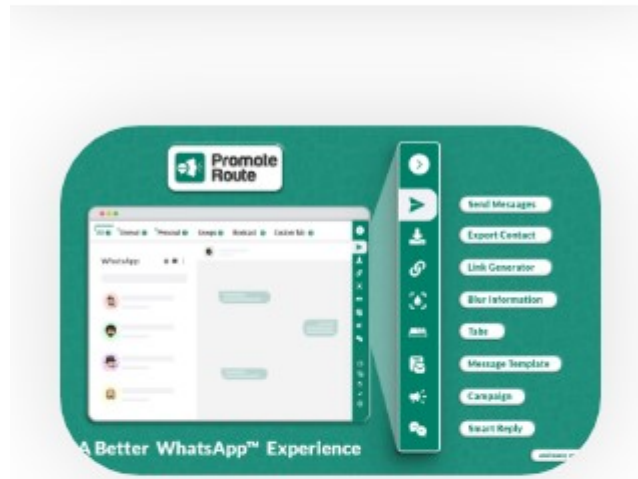 Promote
Route
WhatsApp
Send Messages
Export Contact
Link Generator
Blur Information
Tabs
Message Template
Campaign
Smart Reply
A Better WhatsApp™ Experience